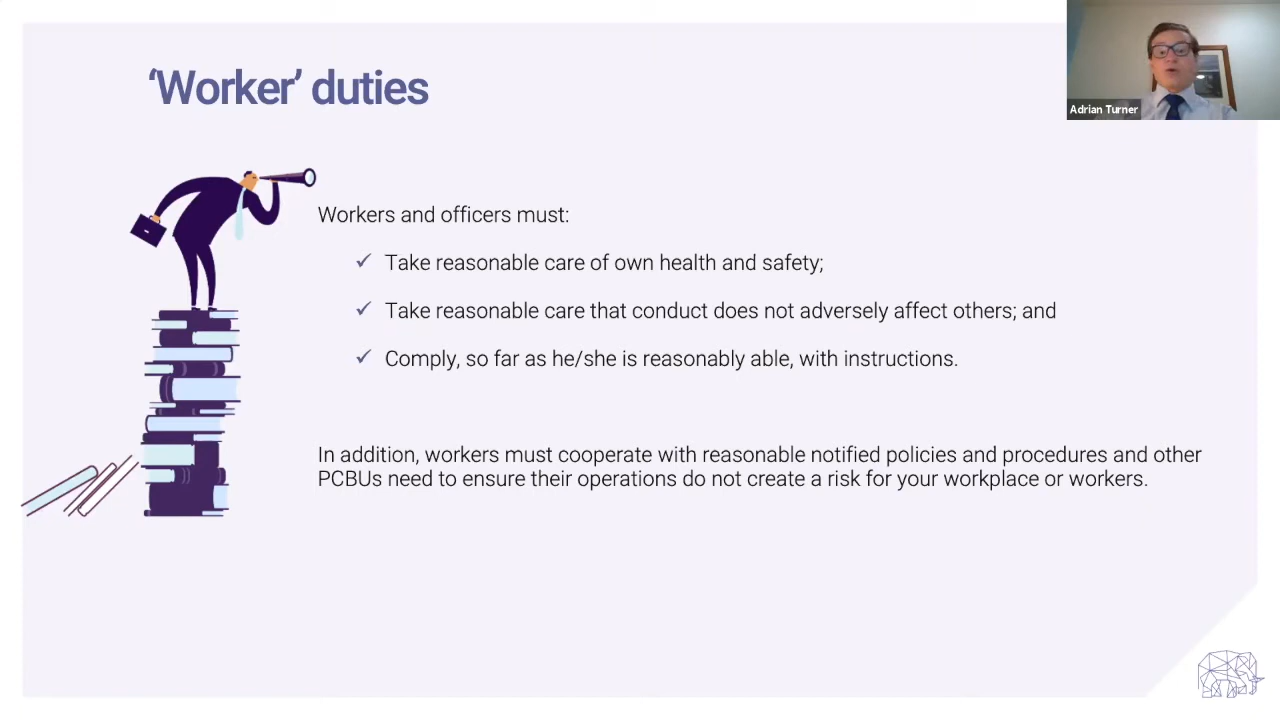 ‘Worker’ duties
Adrian Turner
Workers and officers must:
✓ Take reasonable care of own health and safety;
✓ Take reasonable care that conduct does not adversely affect others; and
✓ Comply, so far as he/she is reasonably able, with instructions.
In addition, workers must cooperate with reasonable notified policies and procedures and other
PCBUs need to ensure their operations do not create a risk for your workplace or workers.